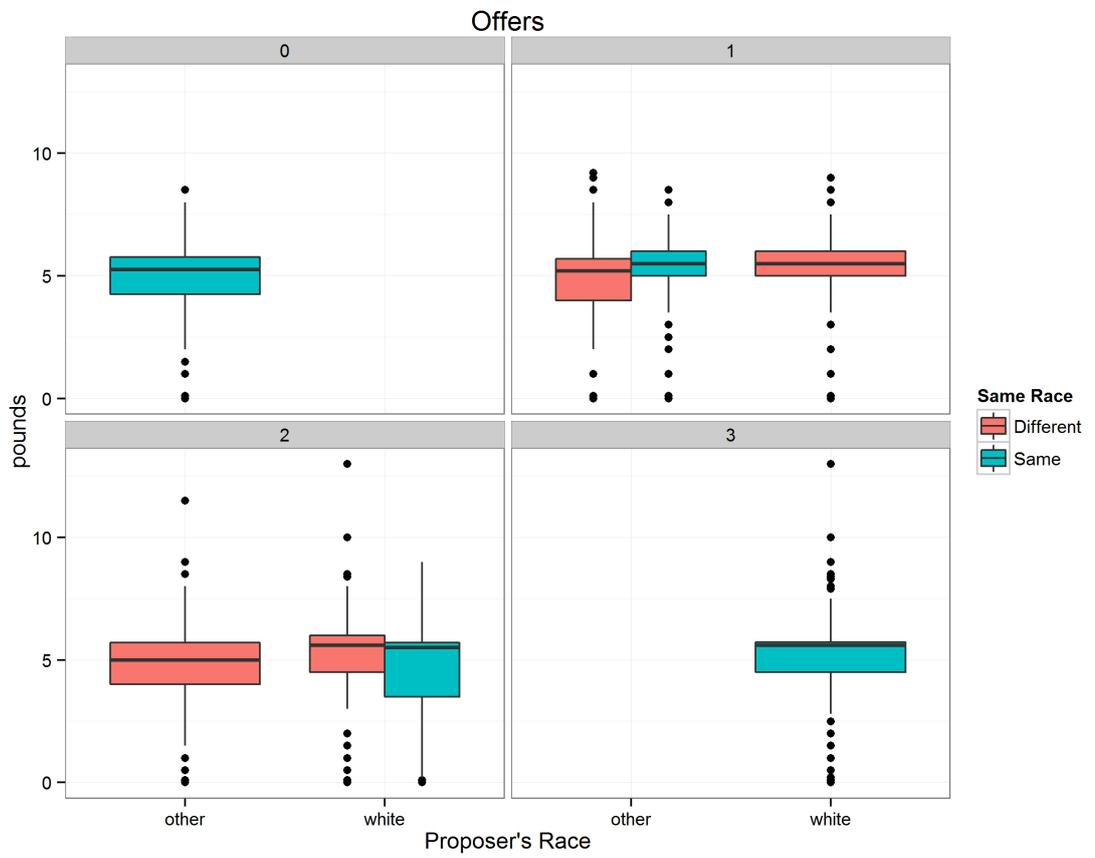 Offers
0
1
10
5
0
2
3
10
5
0
pounds
other
white
other
white
Proposer's Race
Same Race
Different
Same